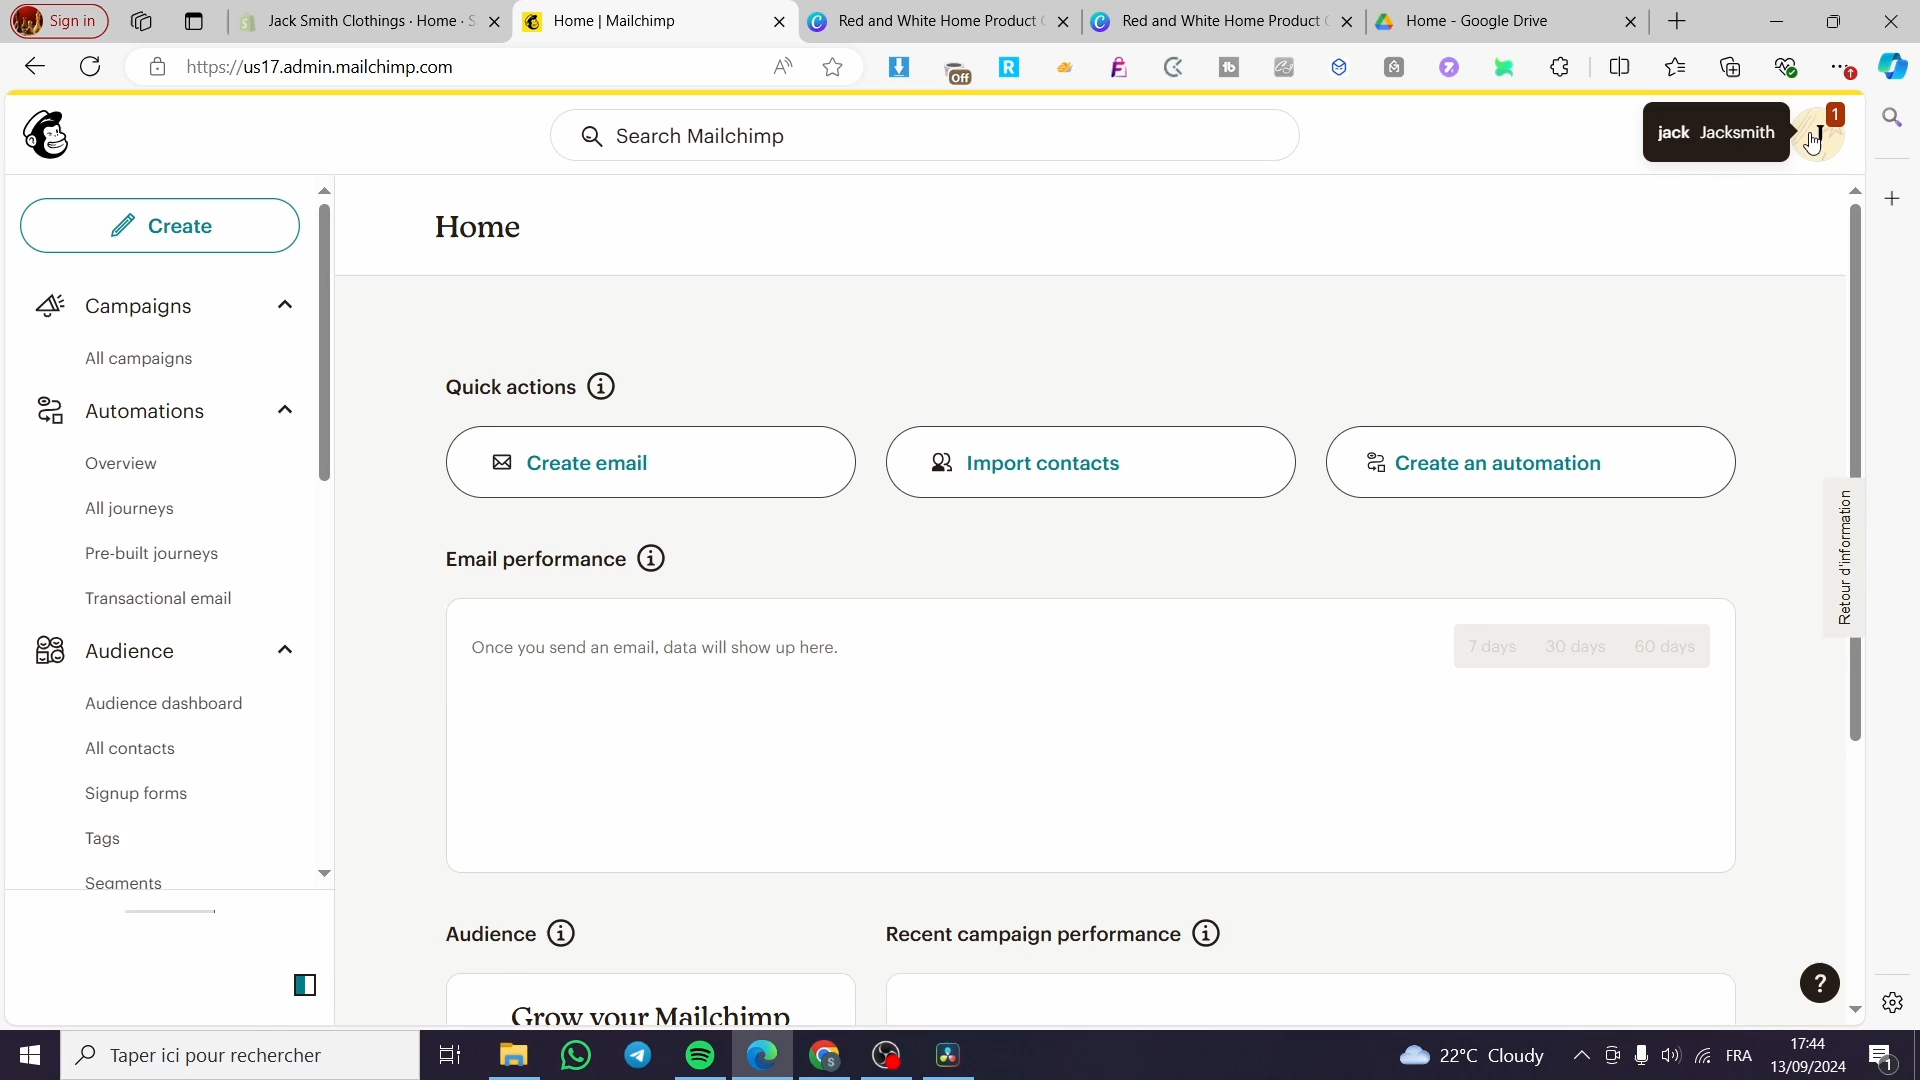 Sign in
Jack Smith Clothings · Home · S
Home | Mailchimp
Red and White Home Product
Red and White Home Product
Home - Google Drive
https://us17.admin.mailchimp.com
Off
Search Mailchimp
jack Jacksmith
J
1
Create
Home
Campaigns
All campaigns
Quick actions
Automations
Overview
All journeys
Pre-built journeys
Transactional email
Create email
Import contacts
Create an automation
Email performance
Retour d'information
Once you send an email, data will show up here.
7 days 30 days 60 days
Audience
Audience dashboard
All contacts
Signup forms
Tags
Segments
Audience
Recent campaign performance
Grow your Mailchimp
?
Taper ici pour rechercher
22°C Cloudy
FRA
17:44
13/09/2024
1